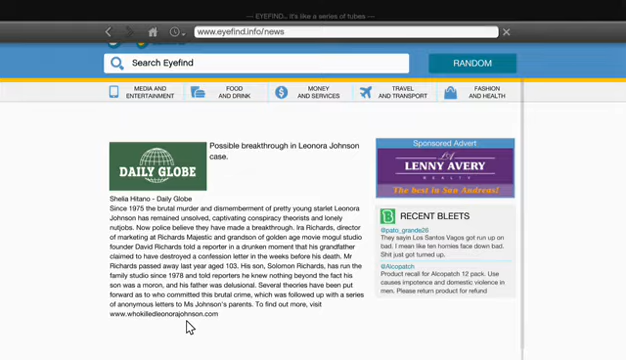 — EYEFIND... It's like a series of tubes —
www.eyefind.info/news
Search Eyefind
RANDOM
MEDIA AND
ENTERTAINMENT
FOOD
AND DRINK
MONEY
AND SERVICES
TRAVEL
AND TRANSPORT
FASHION
AND HEALTH
DAILY GLOBE
Possible breakthrough in Leonora Johnson
case.
Shelia Hitano - Daily Globe
Since 1975 the brutal murder and dismemberment of pretty young starlet Leonora
Johnson has remained unsolved, captivating conspiracy theorists and lonely
nutjobs. Now police believe they have made a breakthrough. Ira Richards, director
of marketing at Richards Majestic and grandson of golden age movie mogul studio
founder David Richards told a reporter in a drunken moment that his grandfather
claimed to have destroyed a confession letter in the weeks before his death. Mr
Richards passed away last year aged 103. His son, Solomon Richards, has run the
family studio since 1978 and told reporters he knew nothing beyond the fact his
son was a moron, and his father was delusional. Several theories have been put
forward as to who committed this brutal crime, which was followed up with a series
of anonymous letters to Ms Johnson's parents. To find out more, visit
www.whokilledleonorajohnson.com
Sponsored Advert
LA
LENNY AVERY
REALTY
The best in San Andreas!
B RECENT BLEETS
@pato_grande26
They sayin Los Santos Vagos got run up on
bad. I mean like ten homies face down bad.
Shit just got turned up.
@Alcopatch
Product recall for Alcopatch 12 pack. Use
causes impotence and domestic violence in
men. Please return product for refund